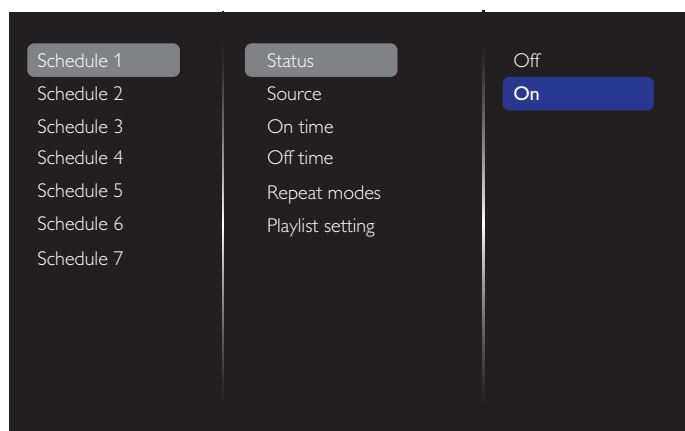 Schedule 1
Schedule 2
Schedule 3
Schedule 4
Schedule 5
Schedule 6
Schedule 7
Status
Source
On time
Off time
Repeat modes
Playlist setting
Off
On